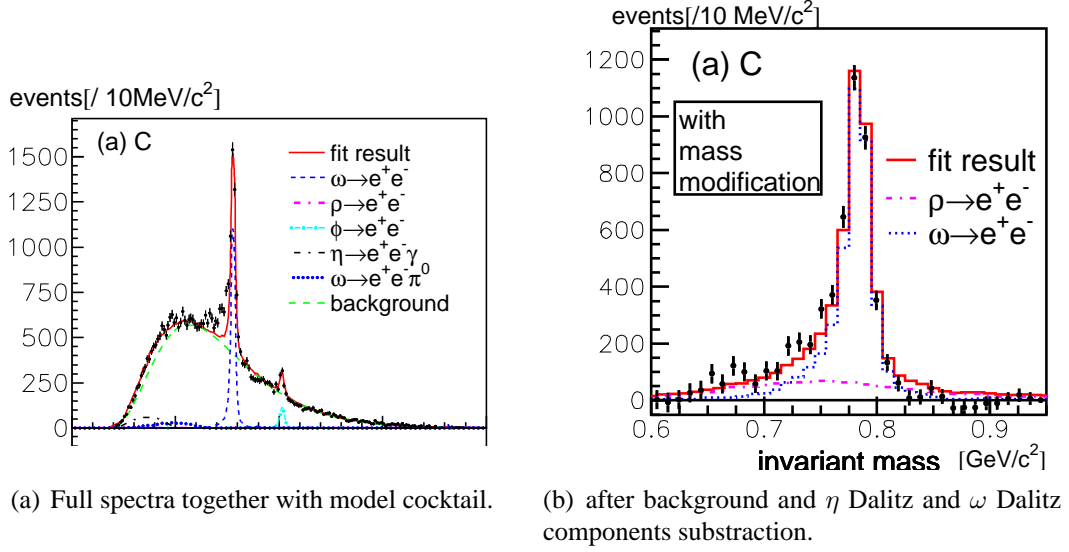 events[/ 10MeV/c²]
(a) C
1500
1250
1000
750
500
250
0
fit result
ω→e⁺e⁻
ρ→e⁺e⁻
ϕ→e⁺e⁻
η→e⁺e⁻γ
ω→e⁺e⁻π⁰
background
(a) Full spectra together with model cocktail.
events[/10 MeV/c²]
(a) C
with
mass
modification
1200
1000
800
600
400
200
0
fit result
ρ→e⁺e⁻
ω→e⁺e⁻
0.6 0.7 0.8 0.9
invariant mass [GeV/c²]
(b) after background and η Dalitz and ω Dalitz
components substraction.